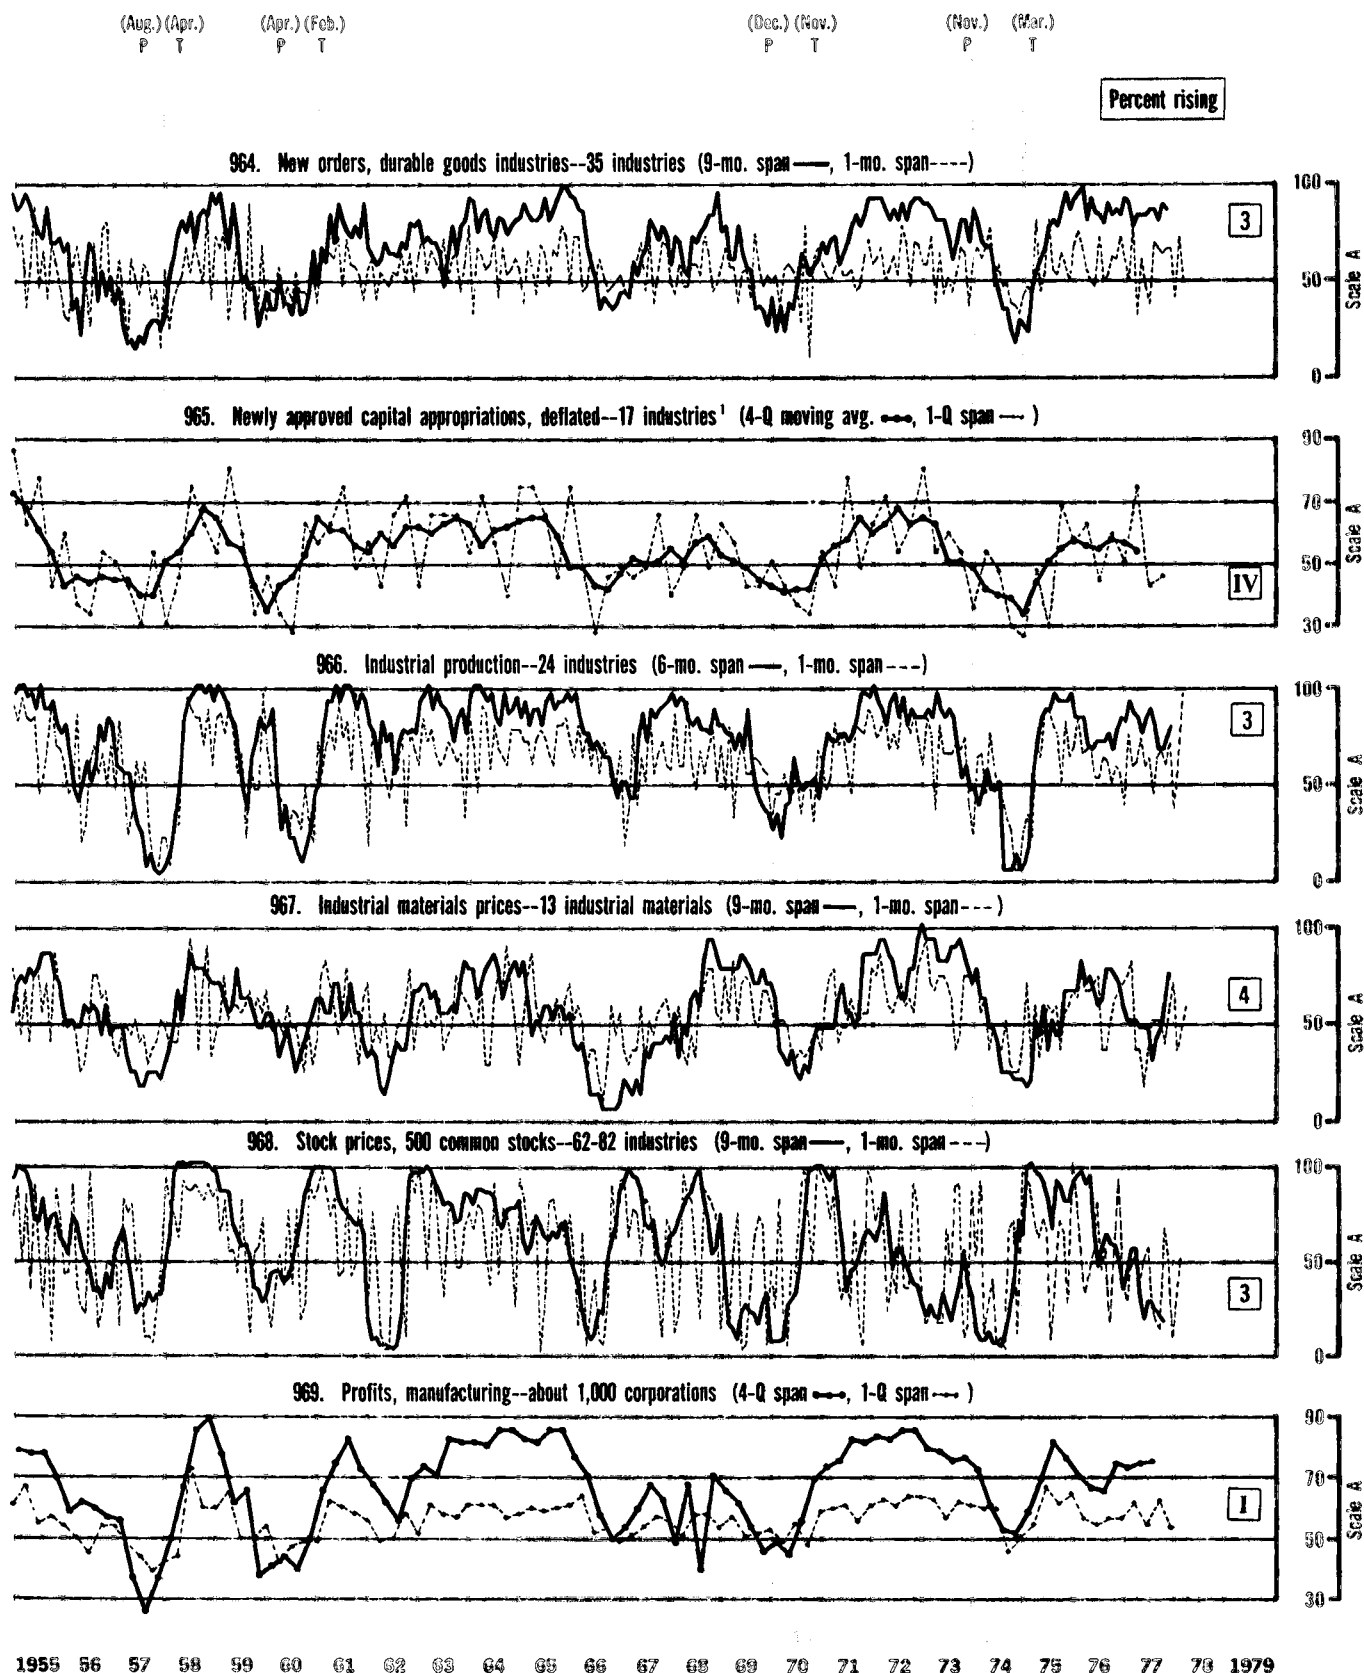 (Aug.) (Apr.) (Apr.) (Feb.) (Dec.) (Nov.) (Nov.) (Mar.)
P T P T P T P T
Percent rising
964. New orders, durable goods industries--35 industries (9-mo. span——, 1-mo. span----)
100
3
50
0
Scale A
965. Newly approved capital appropriations, deflated--17 industries¹ (4-Q moving avg. •—•, 1-Q span ---- )
90
70
50
IV
30
Scale A
966. Industrial production--24 industries (6-mo. span——, 1-mo. span----)
100
3
50
0
Scale A
967. Industrial materials prices--13 industrial materials (9-mo. span——, 1-mo. span----)
100
4
50
0
Scale A
968. Stock prices, 500 common stocks--62-82 industries (9-mo. span——, 1-mo. span----)
100
50
3
0
Scale A
969. Profits, manufacturing--about 1,000 corporations (4-Q span •—•, 1-Q span ---- )
90
70
I
50
30
Scale A
1955 56 57 58 59 60 61 62 63 64 65 66 67 68 69 70 71 72 73 74 75 76 77 78 1979